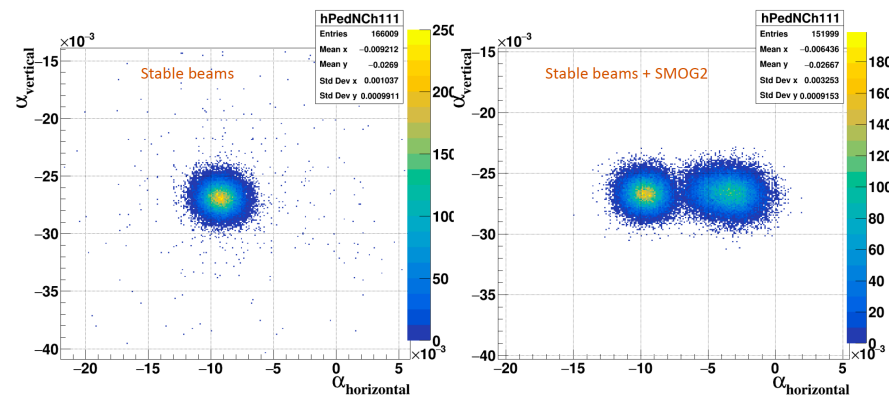 hPedNCh111
Entries 166009
Mean x −0.009212
Mean y −0.0269
Std Dev x 0.001037
Std Dev y 0.0009911
×10−3
Stable beams
αvertical
−15
−20
−25
−30
−35
−40
−20 −15 −10 −5 0 5
×10−3
αhorizontal
250
200
150
100
50
0
hPedNCh111
Entries 151999
Mean x −0.006436
Mean y −0.02667
Std Dev x 0.003253
Std Dev y 0.0009153
×10−3
Stable beams + SMOG2
αvertical
−15
−20
−25
−30
−35
−40
−20 −15 −10 −5 0 5
×10−3
αhorizontal
180
160
140
120
100
80
60
40
20
0